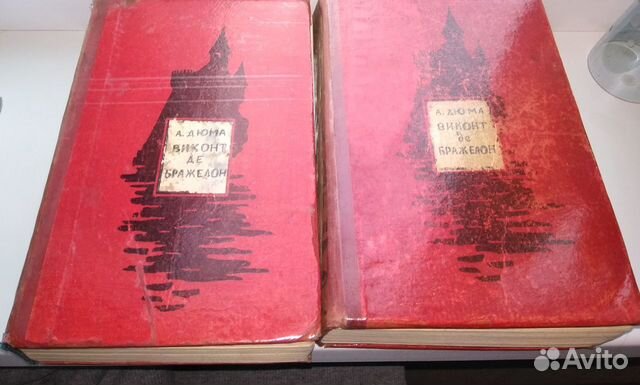 А. ДЮМА
ВИКОНТ
ДЕ
БРАЖЕЛОН
А. ДЮМА
ВИКОНТ
де
БРАЖЕЛОН
Avito